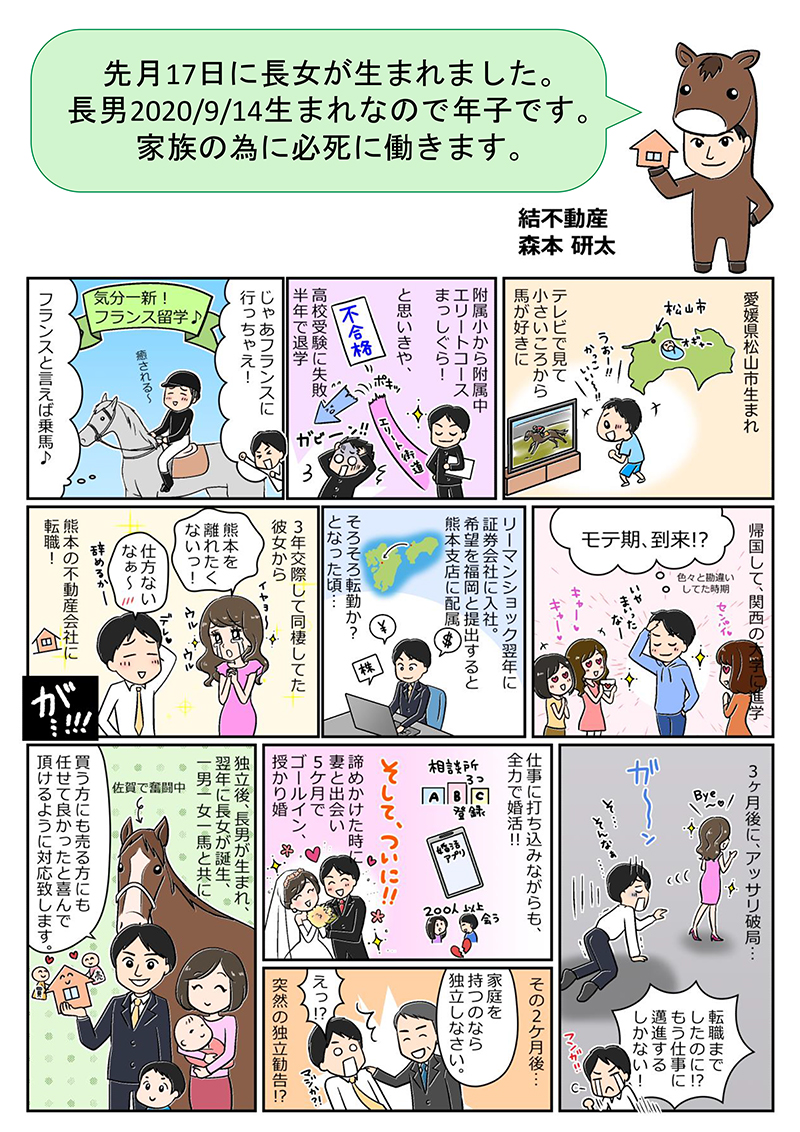 先月17日に長女が生まれました。
長男2020/9/14生まれなので年子です。
家族の為に必死に働きます。
結不動産
森本 研太
愛媛県松山市生まれ
松山市
オギャー
テレビで見て
小さいころから
馬が好きに
うおー
かっこ
いいー!!
附属小から附属中
エリートコース
まっしぐら!
と思いきや、
高校受験に失敗、
半年で退学
不合格
ポキッ
エリート街道
ガビーン!!
じゃあフランスに
行っちゃえ!
気分一新!
フランス留学♪
癒される～
フランスと言えば乗馬♪
帰国して、関西の大学に進学
モテ期、到来!?
色々と勘違い
してた時期
いやー
まいった
なー
キャー
キャー
センパイ
リーマンショック翌年に
証券会社に入社。
希望を福岡と提出すると
熊本支店に配属
そろそろ転勤か?
となった頃…
¥
$
株
3年交際して同棲してた
彼女から
熊本を
離れたく
ないっ!
イヤョー
ウルウル
ウルウル
仕方ない
なぁ～
デレ
辞めるかー
熊本の不動産会社に
転職!
が…!!!
3ヶ月後に、アッサリ破局…
Bye
～
ガ～ン
そ…
そんなぁ
転職まで
したのに!?
もう仕事に
邁進する
しかない!
マンガ!!
仕事に打ち込みながらも、
全力で婚活!!
相談所
3つ
A B C
登録
婚活
アプリ
200人以上
会う
そして、ついに!!
諦めかけた時に
妻と出会い
5ケ月で
ゴールイン、
授かり婚
その2ケ月後…
家庭を
持つのなら
独立しなさい。
えっ!?
マジか?!
突然の独立勧告!?
独立後、長男が生まれ、
翌年に長女が誕生、
一男一女一馬と共に
佐賀で奮闘中
買う方にも売る方にも
任せて良かったと喜んで
頂けるように対応致します。
買
売